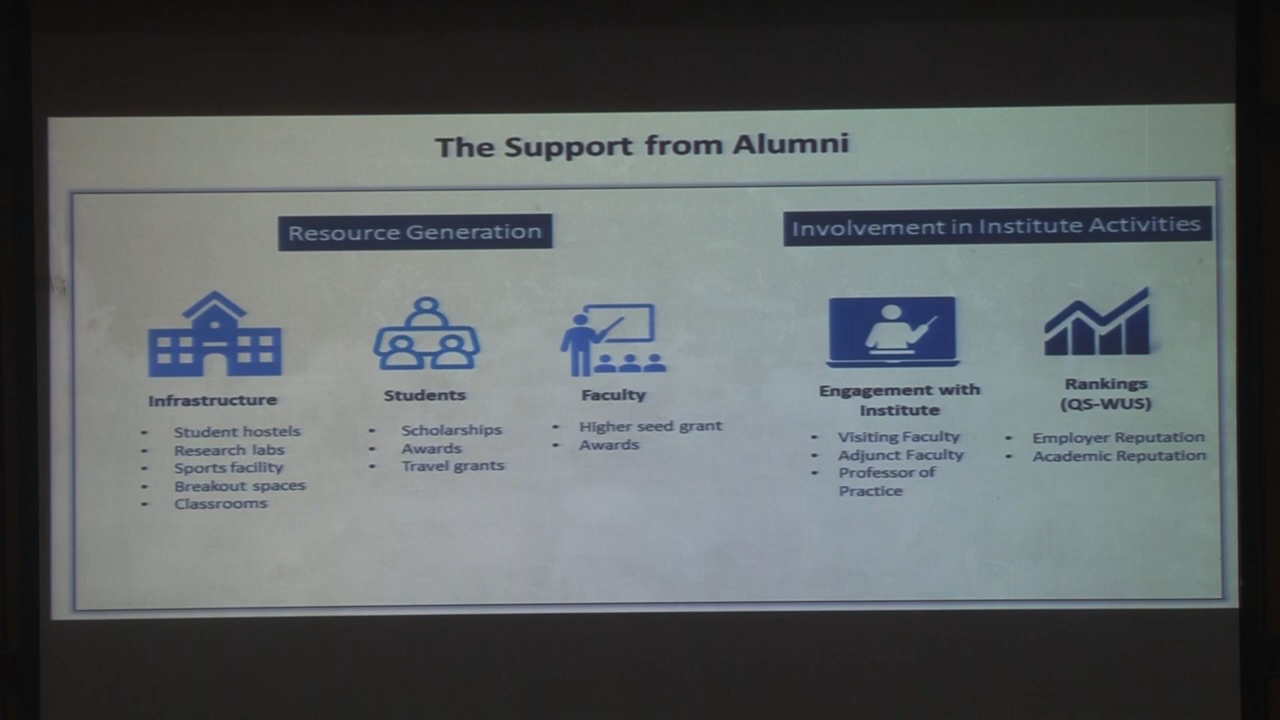 The Support from Alumni
Resource Generation
Involvement in Institute Activities
Infrastructure
• Student hostels
• Research labs
• Sports facility
• Breakout spaces
• Classrooms
Students
• Scholarships
• Awards
• Travel grants
Faculty
• Higher seed grant
• Awards
Engagement with
Institute
• Visiting Faculty
• Adjunct Faculty
• Professor of
Practice
Rankings
(QS-WUS)
• Employer Reputation
• Academic Reputation